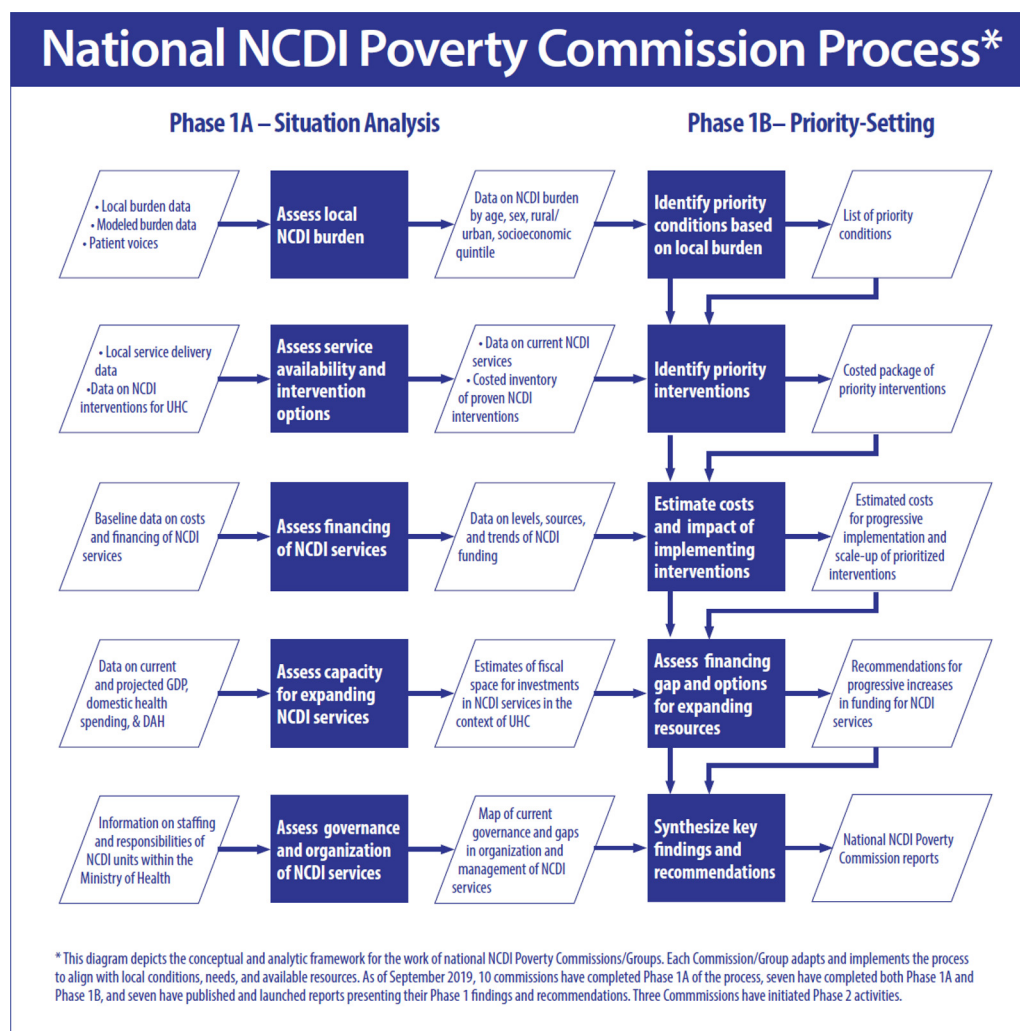 National NCDI Poverty Commission Process*
Phase 1A – Situation Analysis
Phase 1B– Priority-Setting
• Local burden data
• Modeled burden data
• Patient voices
Assess local
NCDI burden
Data on NCDI burden
by age, sex, rural/
urban, socioeconomic
quintile
Identify priority
conditions based
on local burden
List of priority
conditions
• Local service delivery
data
•Data on NCDI
interventions for UHC
Assess service
availability and
intervention
options
• Data on current NCDI
services
• Costed inventory
of proven NCDI
interventions
Identify priority
interventions
Costed package of
priority interventions
Baseline data on costs
and financing of NCDI
services
Assess financing
of NCDI services
Data on levels, sources,
and trends of NCDI
funding
Estimate costs
and impact of
implementing
interventions
Estimated costs
for progressive
implementation and
scale-up of prioritized
interventions
Data on current
and projected GDP,
domestic health
spending, & DAH
Assess capacity
for expanding
NCDI services
Estimates of fiscal
space for investments
in NCDI services in the
context of UHC
Assess financing
gap and options
for expanding
resources
Recommendations for
progressive increases
in funding for NCDI
services
Information on staffing
and responsibilities of
NCDI units within the
Ministry of Health
Assess governance
and organization
of NCDI services
Map of current
governance and gaps
in organization and
management of NCDI
services
Synthesize key
findings and
recommendations
National NCDI Poverty
Commission reports
* This diagram depicts the conceptual and analytic framework for the work of national NCDI Poverty Commissions/Groups. Each Commission/Group adapts and implements the process
to align with local conditions, needs, and available resources. As of September 2019, 10 commissions have completed Phase 1A of the process, seven have completed both Phase 1A and
Phase 1B, and seven have published and launched reports presenting their Phase 1 findings and recommendations. Three Commmissions have initiated Phase 2 activities.